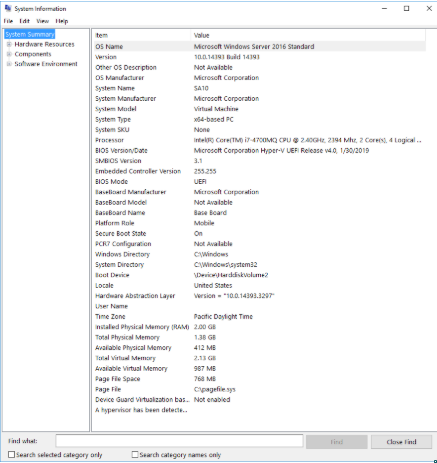 System Information
File Edit View Help
System Summary
Hardware Resources
Components
Software Environment
Item Value
OS Name Microsoft Windows Server 2016 Standard
Version 10.0.14393 Build 14393
Other OS Description Not Available
OS Manufacturer Microsoft Corporation
System Name SA10
System Manufacturer Microsoft Corporation
System Model Virtual Machine
System Type x64-based PC
System SKU None
Processor Intel(R) Core(TM) i7-4700MQ CPU @ 2.40GHz, 2394 Mhz, 2 Core(s), 4 Logical ...
BIOS Version/Date Microsoft Corporation Hyper-V UEFI Release v4.0, 1/30/2019
SMBIOS Version 3.1
Embedded Controller Version 255.255
BIOS Mode UEFI
BaseBoard Manufacturer Microsoft Corporation
BaseBoard Model Not Available
BaseBoard Name Base Board
Platform Role Mobile
Secure Boot State On
PCR7 Configuration Not Available
Windows Directory C:\Windows
System Directory C:\Windows\system32
Boot Device \Device\HarddiskVolume2
Locale United States
Hardware Abstraction Layer Version = "10.0.14393.3297"
User Name
Time Zone Pacific Daylight Time
Installed Physical Memory (RAM) 2.00 GB
Total Physical Memory 1.38 GB
Available Physical Memory 412 MB
Total Virtual Memory 2.13 GB
Available Virtual Memory 987 MB
Page File Space 768 MB
Page File C:\pagefile.sys
Device Guard Virtualization bas... Not enabled
A hypervisor has been detecte...
Find what: Find Close Find
Search selected category only Search category names only